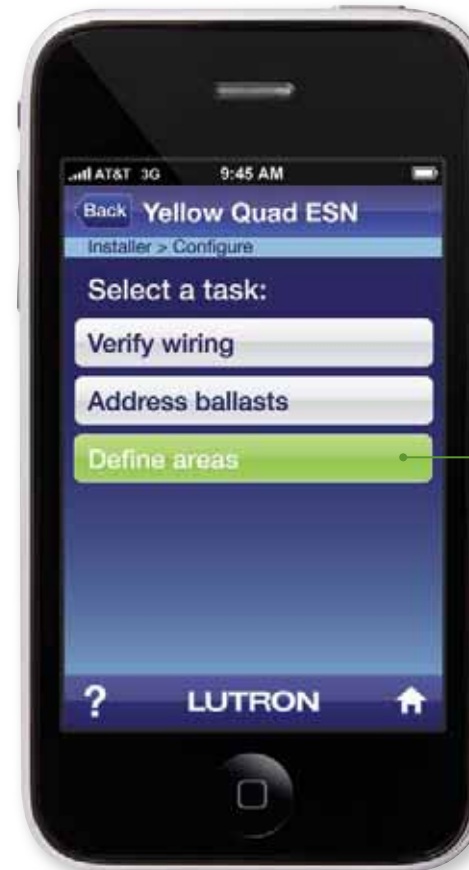 AT&T 3G 9:45 AM
Back Yellow Quad ESN
Installer > Configure
Select a task:
Verify wiring
Address ballasts
Define areas
? LUTRON